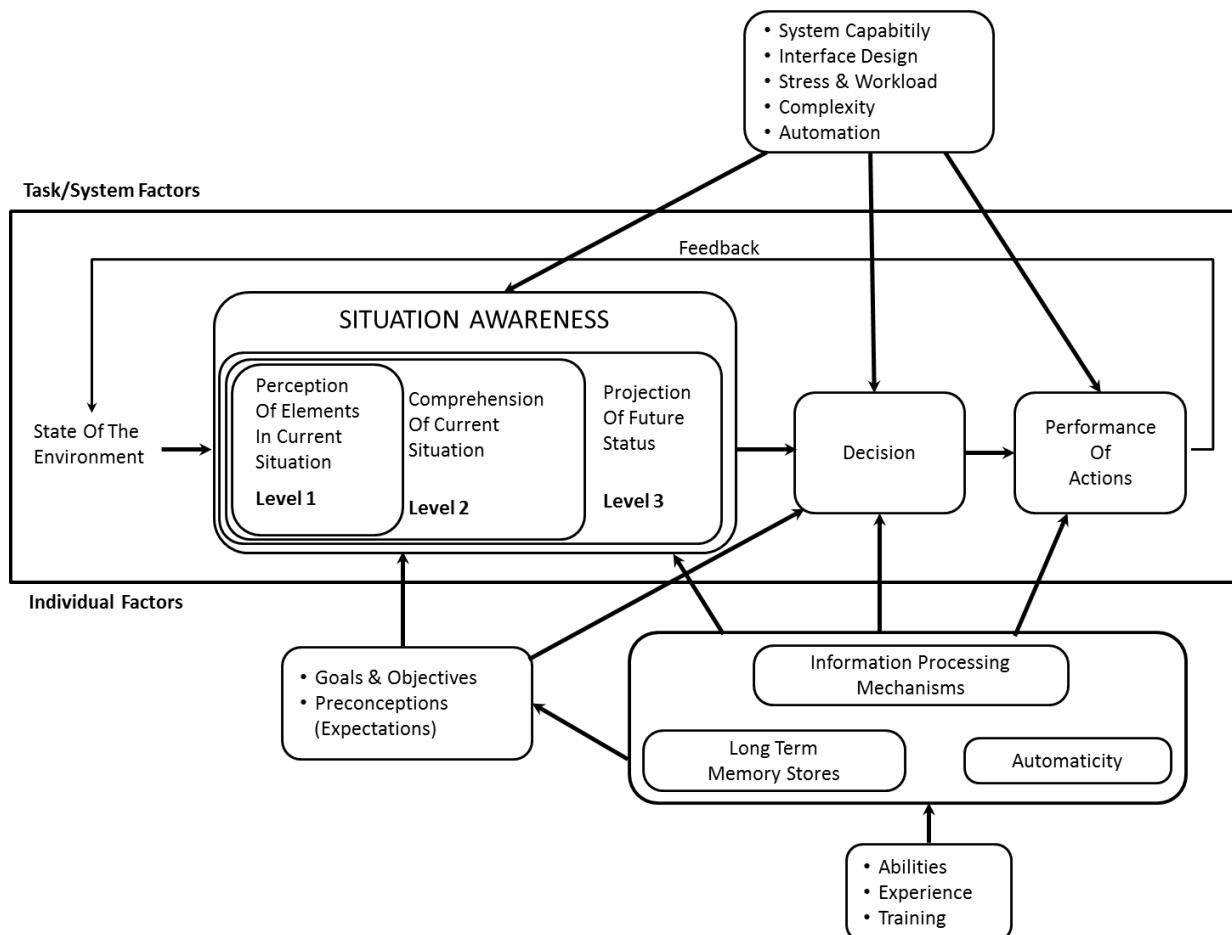 • System Capabitily
• Interface Design
• Stress & Workload
• Complexity
• Automation
Task/System Factors
Feedback
SITUATION AWARENESS
Perception
Of Elements
In Current
Situation
Level 1
Comprehension
Of Current
Situation
Level 2
Projection
Of Future
Status
Level 3
State Of The
Environment
Decision
Performance
Of
Actions
Individual Factors
• Goals & Objectives
• Preconceptions
(Expectations)
Information Processing
Mechanisms
Long Term
Memory Stores
Automaticity
• Abilities
• Experience
• Training